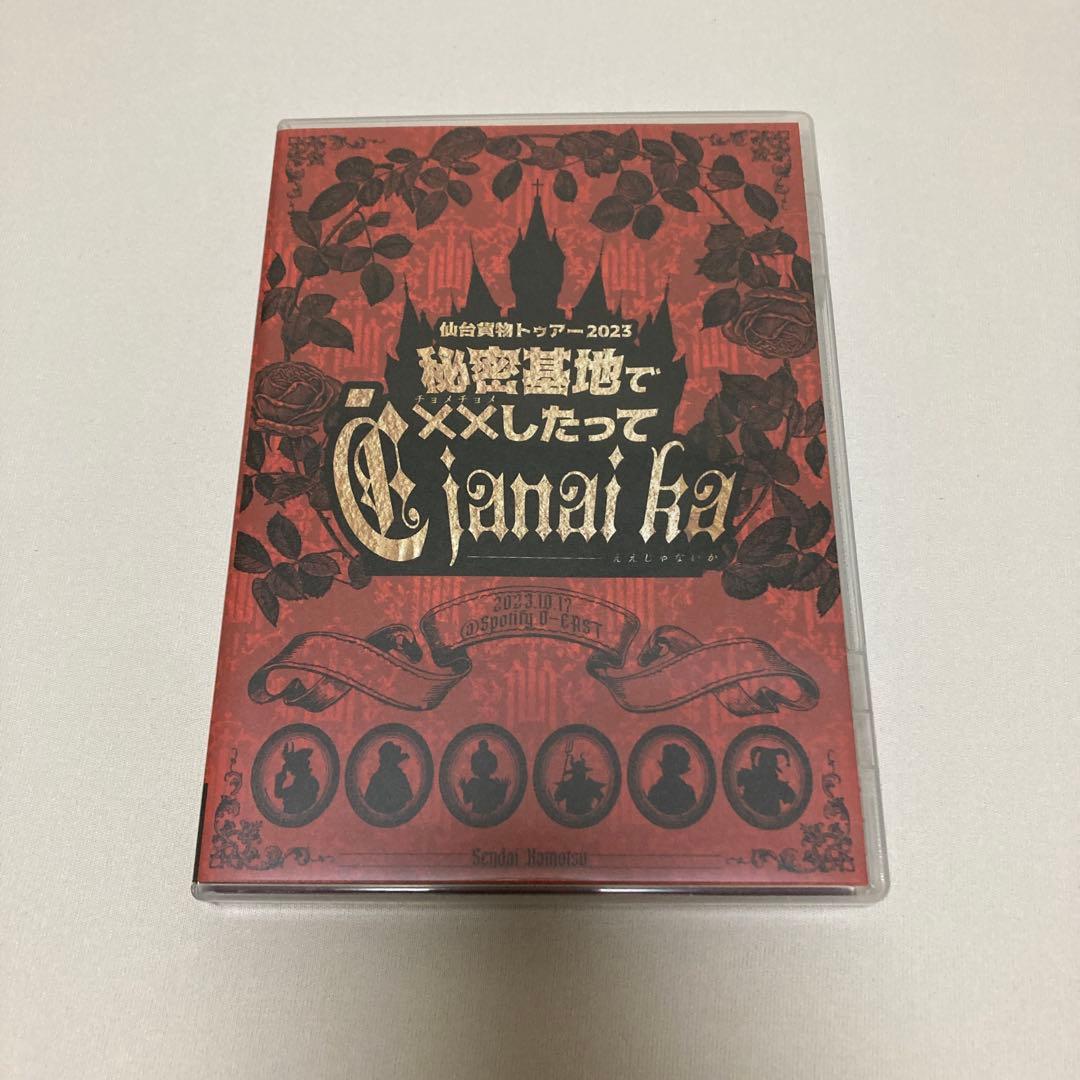 仙台貨物トゥアー2023
秘密基地で
チョメチョメ
××したって
Ējanai ka
ええじゃないか
2023.10.17
@Spotify O-EAST
Sendai Kamotsu